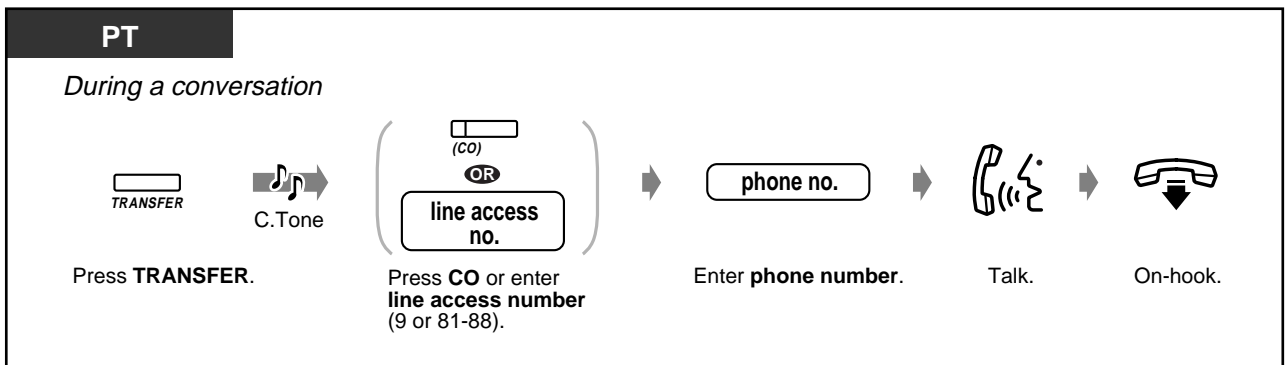 PT
During a conversation
(CO)
OR
TRANSFER
C.Tone
line access
no.
phone no.
Press TRANSFER.
Press CO or enter
line access number
(9 or 81-88).
Enter phone number.
Talk.
On-hook.